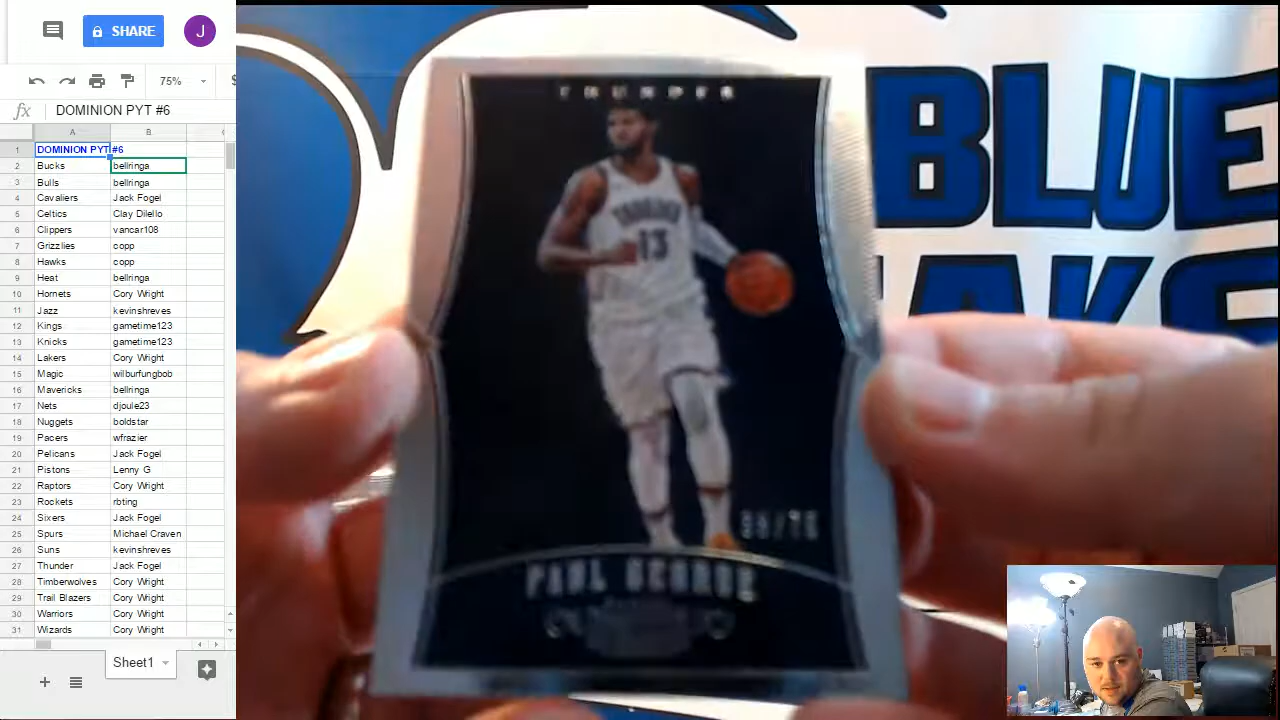 SHARE
J
75%
fx
DOMINION PYT #6
A B
1 DOMINION PYT #6
2 Bucks bellringa
3 Bulls bellringa
4 Cavaliers Jack Fogel
5 Celtics Clay Dilello
6 Clippers vancar108
7 Grizzlies copp
8 Hawks copp
9 Heat bellringa
10 Hornets Cory Wright
11 Jazz kevinshreves
12 Kings gametime123
13 Knicks gametime123
14 Lakers Cory Wright
15 Magic wilburfungbob
16 Mavericks bellringa
17 Nets djoule23
18 Nuggets boldstar
19 Pacers wfrazier
20 Pelicans Jack Fogel
21 Pistons Lenny G
22 Raptors Cory Wright
23 Rockets rbting
24 Sixers Jack Fogel
25 Spurs Michael Craven
26 Suns kevinshreves
27 Thunder Jack Fogel
28 Timberwolves Cory Wright
29 Trail Blazers Cory Wright
30 Warriors Cory Wright
31 Wizards Cory Wright
Sheet1
THUNDER
THUNDER
13
PAUL GEORGE
BLUE